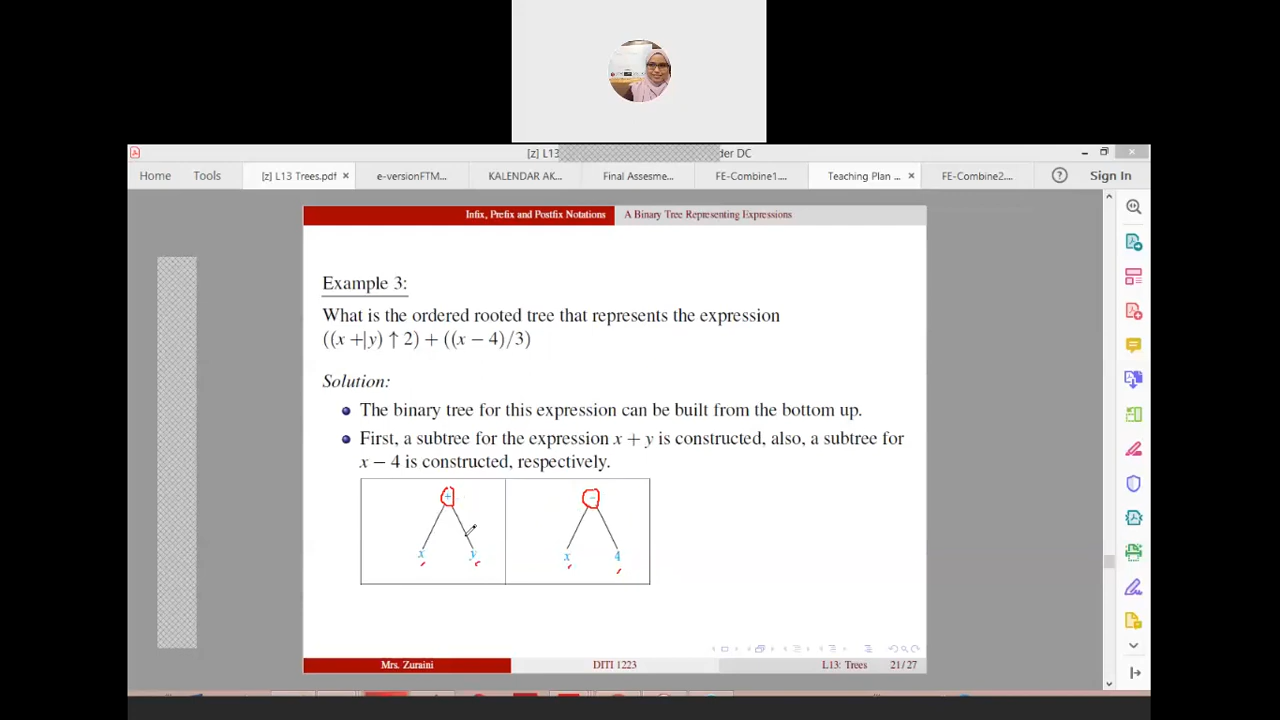 [z] L13
der DC
Home
Tools
[z] L13 Trees.pdf
e-versionFTM...
KALENDAR AK...
Final Assesme...
FE-Combine1....
Teaching Plan ...
FE-Combine2....
Sign In
Infix, Prefix and Postfix Notations
A Binary Tree Representing Expressions
Example 3:
What is the ordered rooted tree that represents the expression
((x + y) ↑ 2) + ((x − 4)/3)
Solution:
The binary tree for this expression can be built from the bottom up.
First, a subtree for the expression x + y is constructed, also, a subtree for
x − 4 is constructed, respectively.
+ −
x y x 4
Mrs. Zuraini
DITI 1223
L13: Trees
21/27